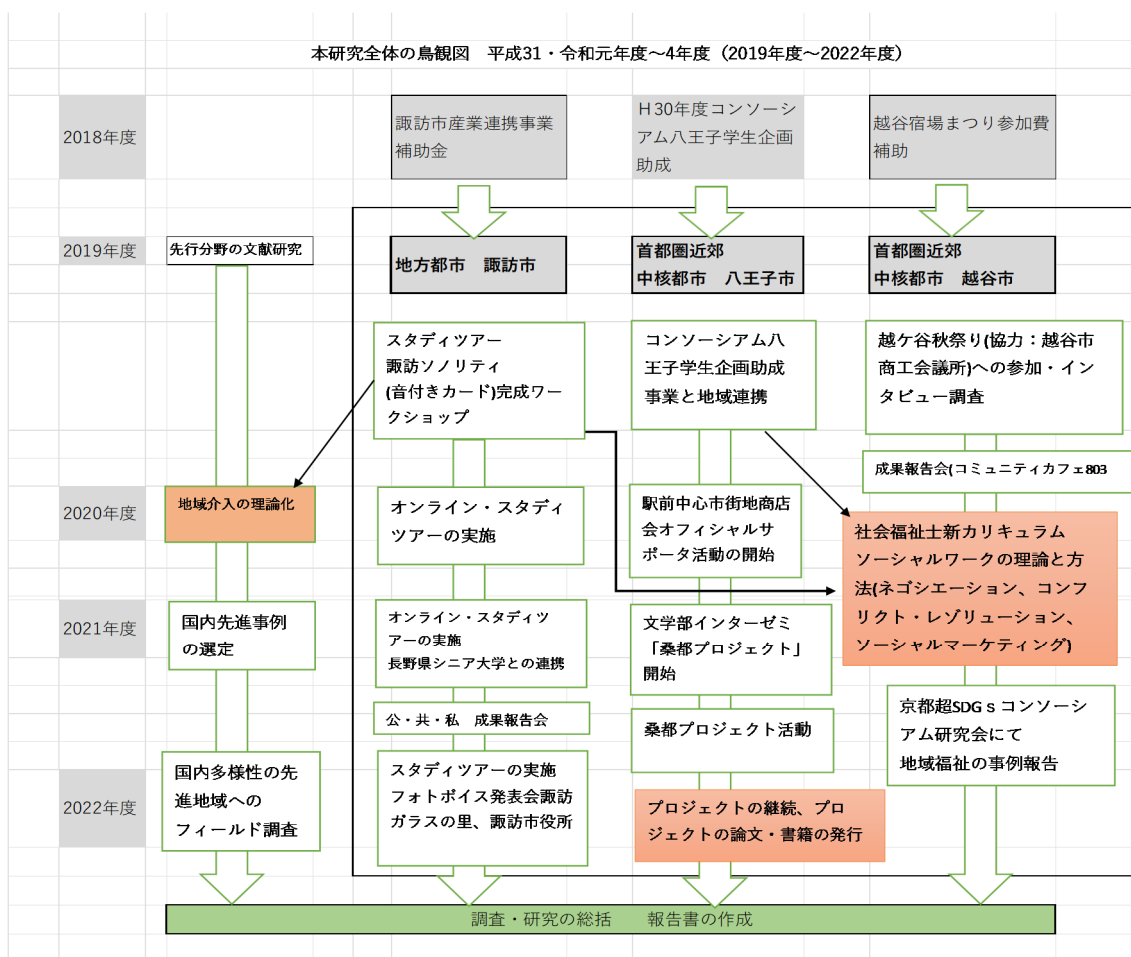 本研究全体の鳥観図　平成31・令和元年度～4年度（2019年度～2022年度）
2018年度
諏訪市産業連携事業
補助金
Ｈ30年度コンソーシ
アム八王子学生企画
助成
越谷宿場まつり参加費
補助
2019年度
先行分野の文献研究
地方都市　諏訪市
首都圏近郊
中核都市　八王子市
首都圏近郊
中核都市　越谷市
スタディツアー
諏訪ソノリティ
(音付きカード)完成ワー
クショップ
コンソーシアム八
王子学生企画助成
事業と地域連携
越ケ谷秋祭り(協力：越谷市
商工会議所)への参加・イン
タビュー調査
成果報告会(コミュニティカフェ803
2020年度
地域介入の理論化
オンライン・スタディ
ツアーの実施
駅前中心市街地商店
会オフィシャルサ
ポータ活動の開始
社会福祉士新カリキュラム
ソーシャルワークの理論と方
法(ネゴシエーション、コンフ
リクト・レゾリューション、
ソーシャルマーケティング)
2021年度
国内先進事例
の選定
オンライン・スタディツ
アーの実施
長野県シニア大学との連携
文学部インターゼミ
「桑都プロジェクト」
開始
公・共・私　成果報告会
桑都プロジェクト活動
京都超SDGｓコンソーシ
アム研究会にて
地域福祉の事例報告
2022年度
国内多様性の先
進地域への
フィールド調査
スタディツアーの実施
フォトボイス発表会諏訪
ガラスの里、諏訪市役所
プロジェクトの継続、プロ
ジェクトの論文・書籍の発行
調査・研究の総括　　報告書の作成